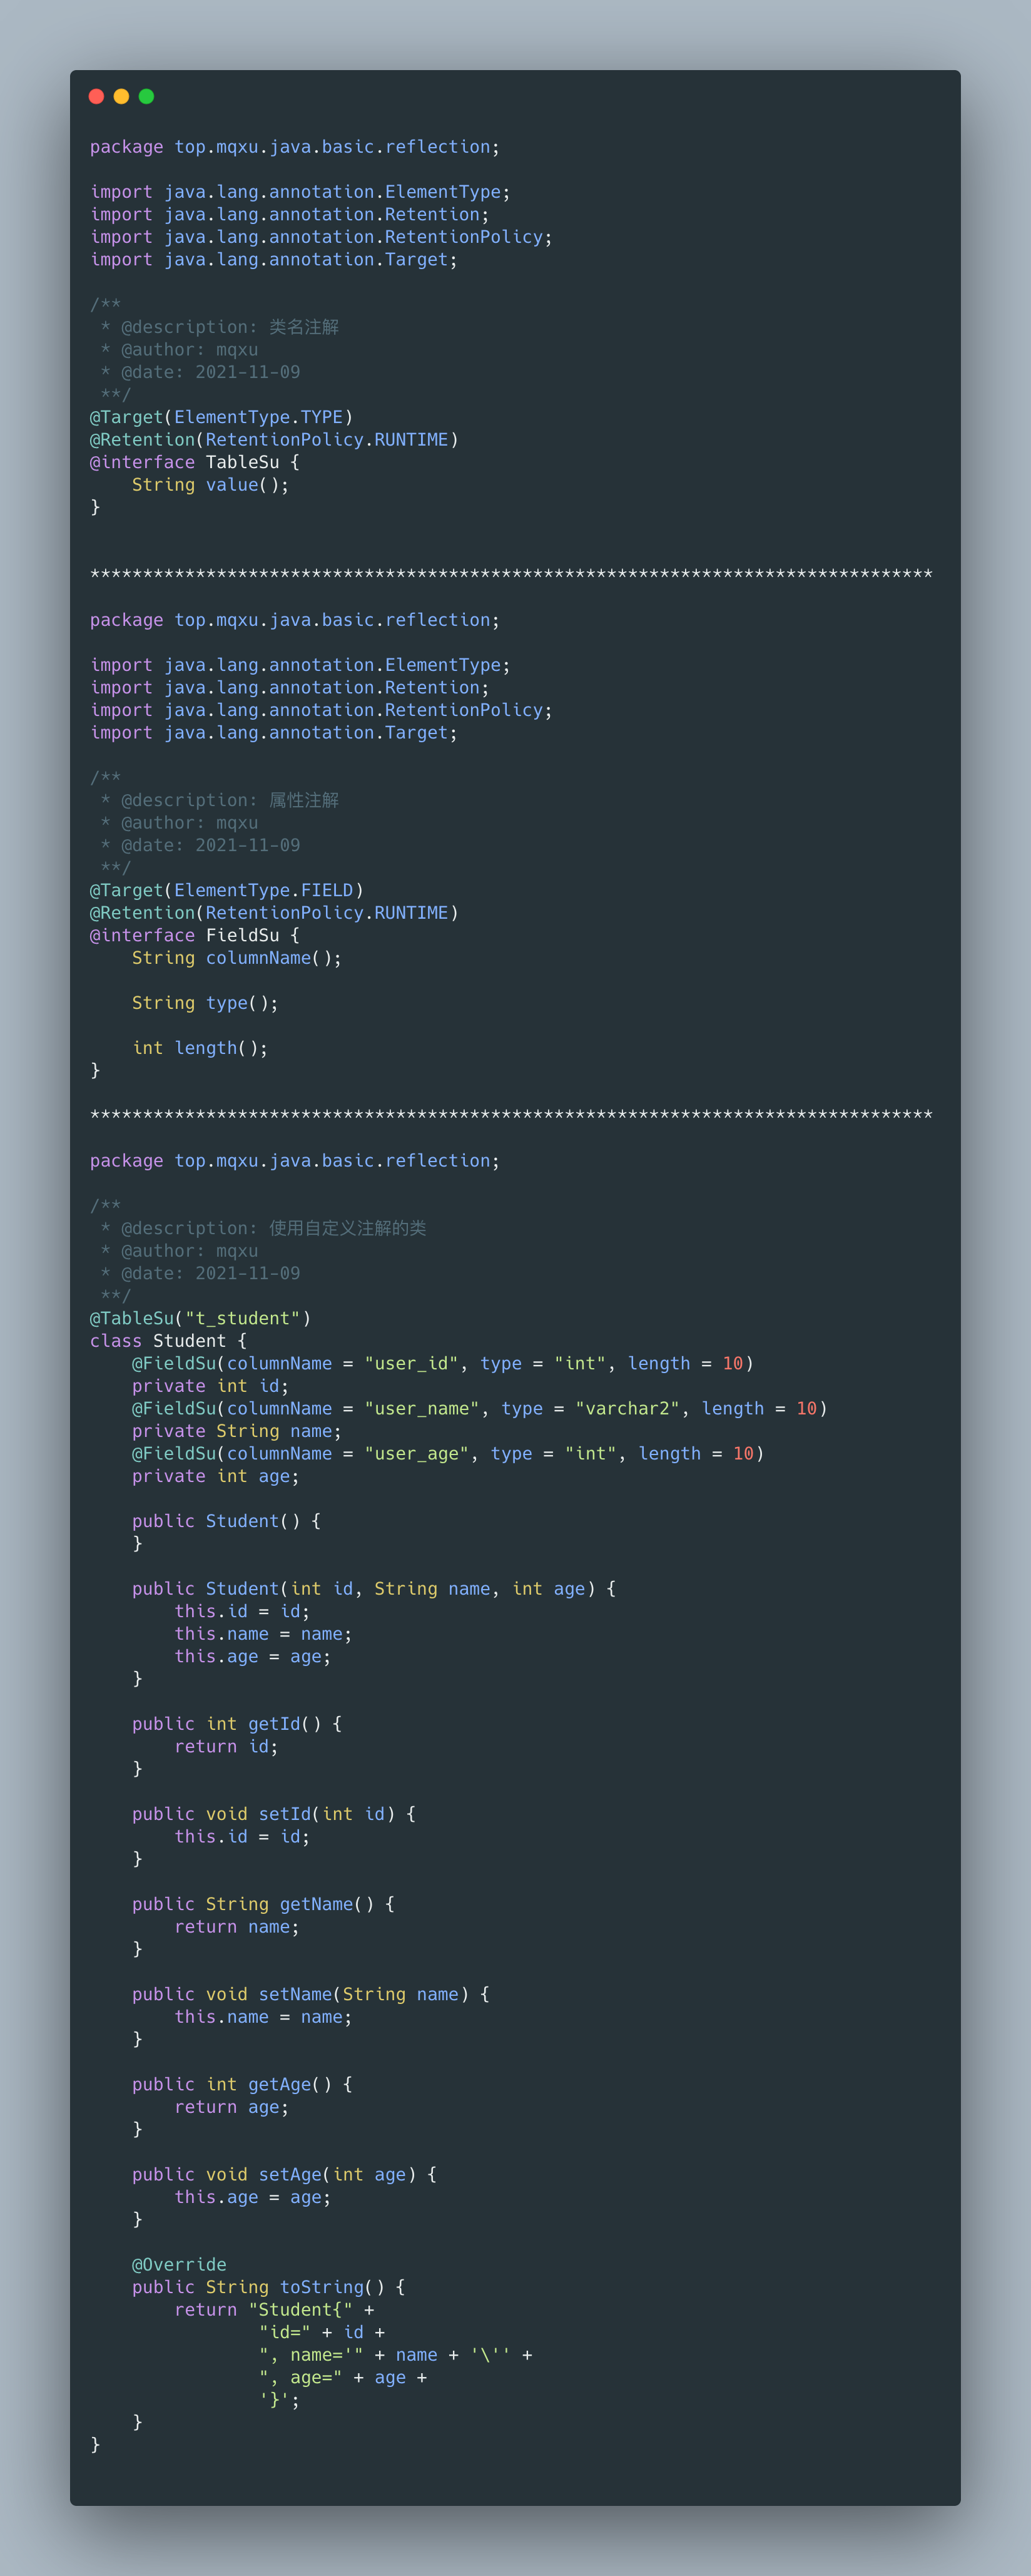 package top.mqxu.java.basic.reflection;
import java.lang.annotation.ElementType;
import java.lang.annotation.Retention;
import java.lang.annotation.RetentionPolicy;
import java.lang.annotation.Target;
/**
 * @description: 类名注解
 * @author: mqxu
 * @date: 2021-11-09
 **/
@Target(ElementType.TYPE)
@Retention(RetentionPolicy.RUNTIME)
@interface TableSu {
    String value();
}
********************************************************************************
package top.mqxu.java.basic.reflection;
import java.lang.annotation.ElementType;
import java.lang.annotation.Retention;
import java.lang.annotation.RetentionPolicy;
import java.lang.annotation.Target;
/**
 * @description: 属性注解
 * @author: mqxu
 * @date: 2021-11-09
 **/
@Target(ElementType.FIELD)
@Retention(RetentionPolicy.RUNTIME)
@interface FieldSu {
    String columnName();
    String type();
    int length();
}
********************************************************************************
package top.mqxu.java.basic.reflection;
/**
 * @description: 使用自定义注解的类
 * @author: mqxu
 * @date: 2021-11-09
 **/
@TableSu("t_student")
class Student {
    @FieldSu(columnName = "user_id", type = "int", length = 10)
    private int id;
    @FieldSu(columnName = "user_name", type = "varchar2", length = 10)
    private String name;
    @FieldSu(columnName = "user_age", type = "int", length = 10)
    private int age;
    public Student() {
    }
    public Student(int id, String name, int age) {
        this.id = id;
        this.name = name;
        this.age = age;
    }
    public int getId() {
        return id;
    }
    public void setId(int id) {
        this.id = id;
    }
    public String getName() {
        return name;
    }
    public void setName(String name) {
        this.name = name;
    }
    public int getAge() {
        return age;
    }
    public void setAge(int age) {
        this.age = age;
    }
    @Override
    public String toString() {
        return "Student{" +
                "id=" + id +
                ", name='" + name + '\'' +
                ", age=" + age +
                '}';
    }
}